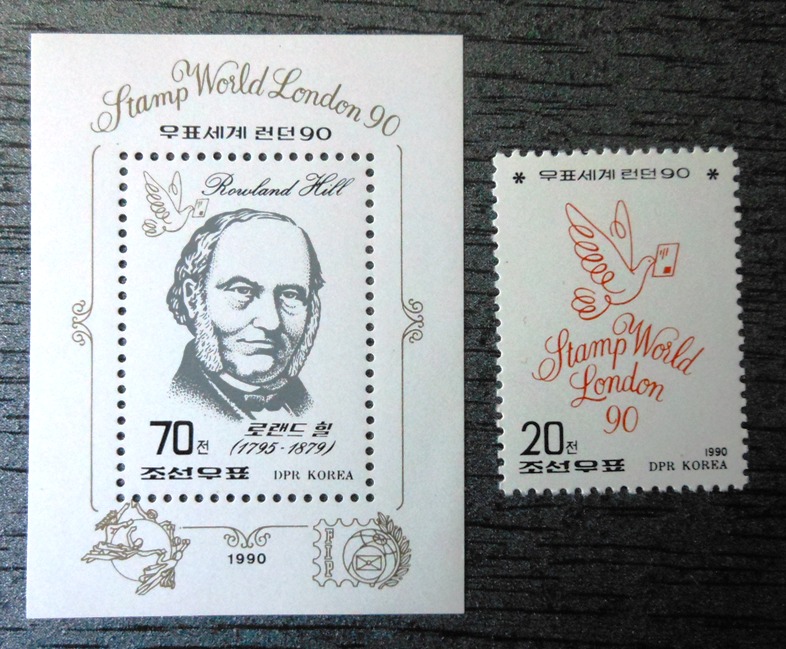 Stamp World London 90
우표세계 런던90
Rowland Hill
70전
로랜드 힐
(1795-1879)
조선우표 DPR KOREA
1990
* 우표세계 런던90 *
Stamp World
London
90
20전
1990
조선우표 DPR KOREA